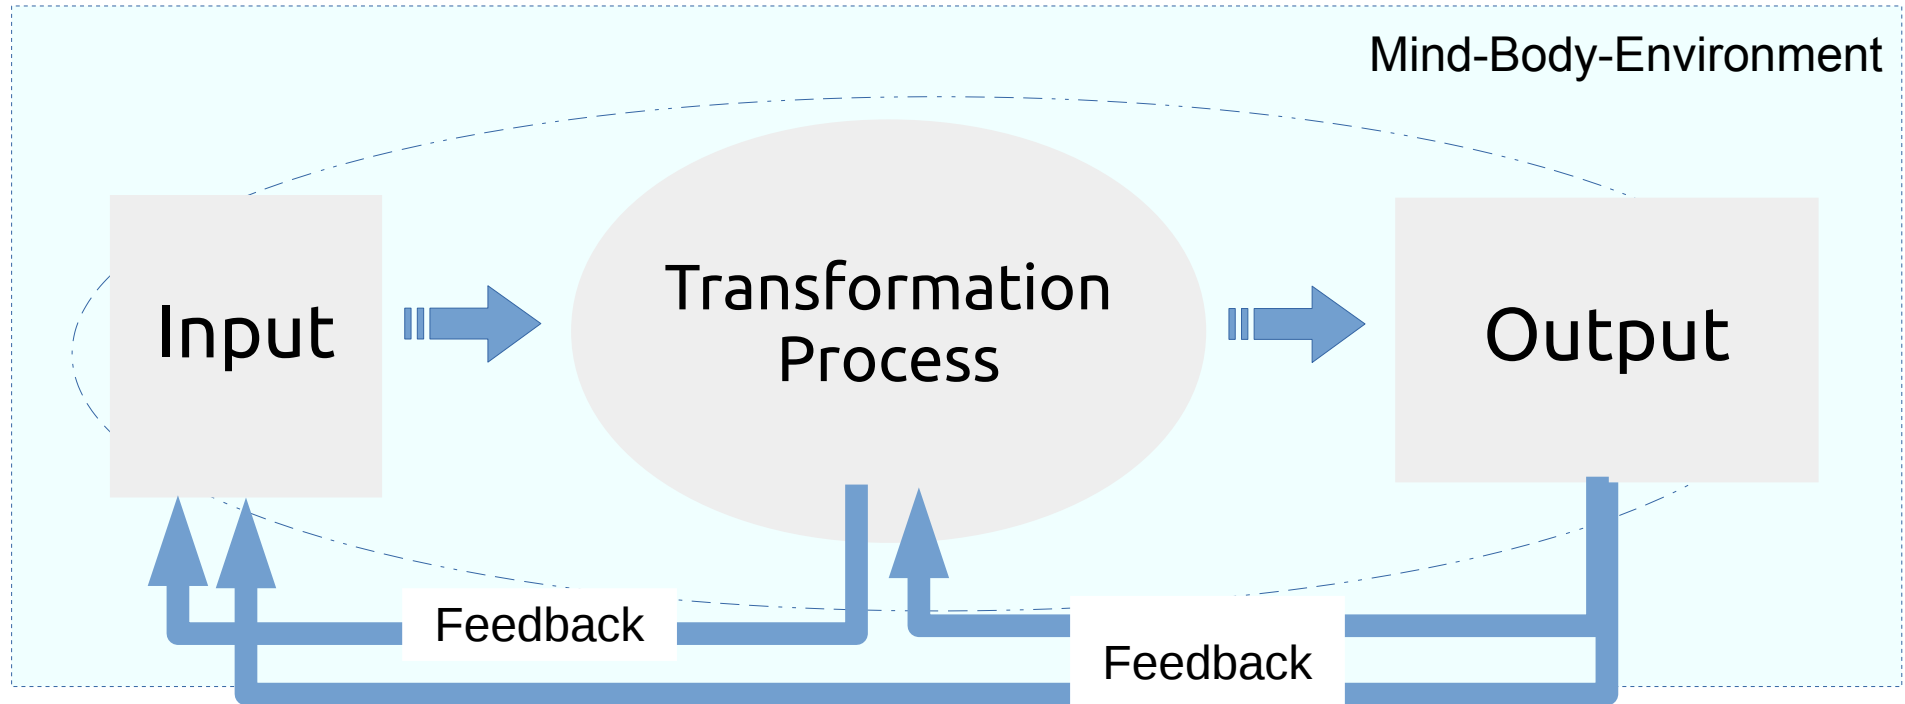 Mind-Body-Environment
Input
Transformation
Process
Output
Feedback
Feedback